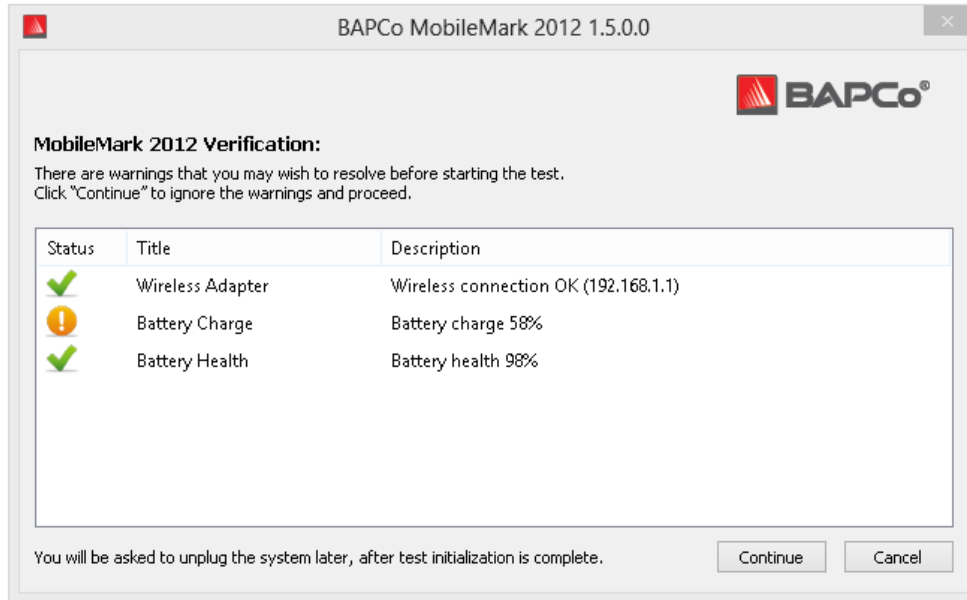 BAPCo MobileMark 2012 1.5.0.0
BAPCo®
MobileMark 2012 Verification:
There are warnings that you may wish to resolve before starting the test.
Click "Continue" to ignore the warnings and proceed.
Status Title Description
Wireless Adapter Wireless connection OK (192.168.1.1)
Battery Charge Battery charge 58%
Battery Health Battery health 98%
You will be asked to unplug the system later, after test initialization is complete. Continue Cancel